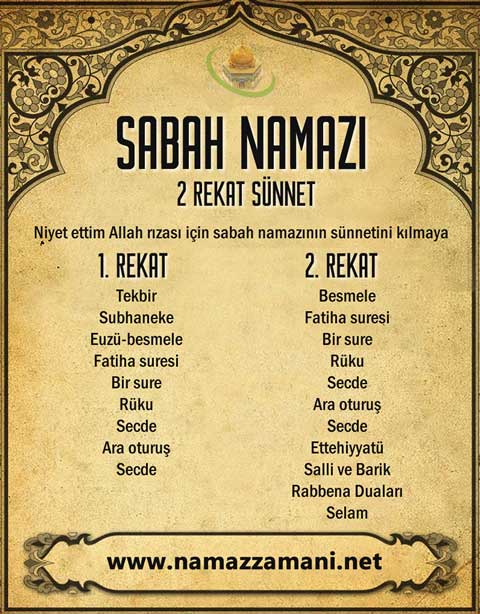 SABAH NAMAZI
2 REKAT SÜNNET
Niyet ettim Allah rızası için sabah namazının sünnetini kılmaya
1. REKAT
Tekbir
Subhaneke
Euzü-besmele
Fatiha suresi
Bir sure
Rüku
Secde
Ara oturuş
Secde
2. REKAT
Besmele
Fatiha suresi
Bir sure
Rüku
Secde
Ara oturuş
Secde
Ettehiyyatü
Salli ve Barik
Rabbena Duaları
Selam
www.namazzamani.net